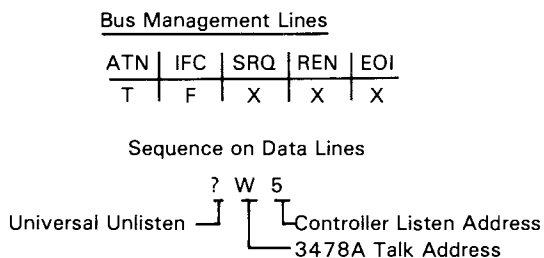 Bus Management Lines
ATN | IFC | SRQ | REN | EOI
T | F | X | X | X
Sequence on Data Lines
? W 5
Universal Unlisten
Controller Listen Address
3478A Talk Address